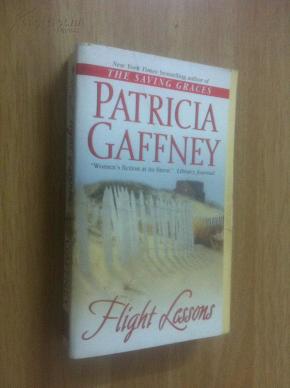 New York Times bestselling author of
THE SAVING GRACES
PATRICIA
GAFFNEY
"Women's fiction at its finest." Library Journal
Flight Lessons